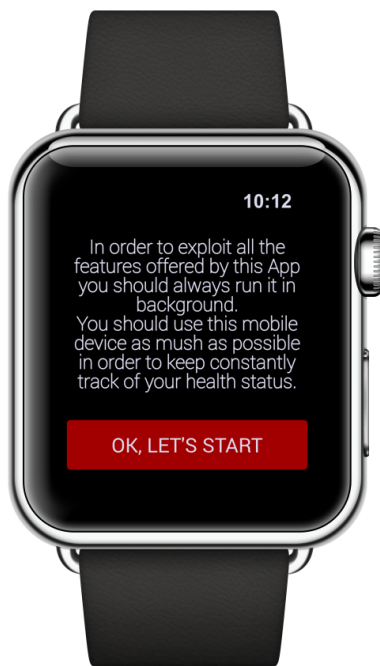 10:12
In order to exploit all the
features offered by this App
you should always run it in
background.
You should use this mobile
device as mush as possible
in order to keep constantly
track of your health status.
OK, LET'S START